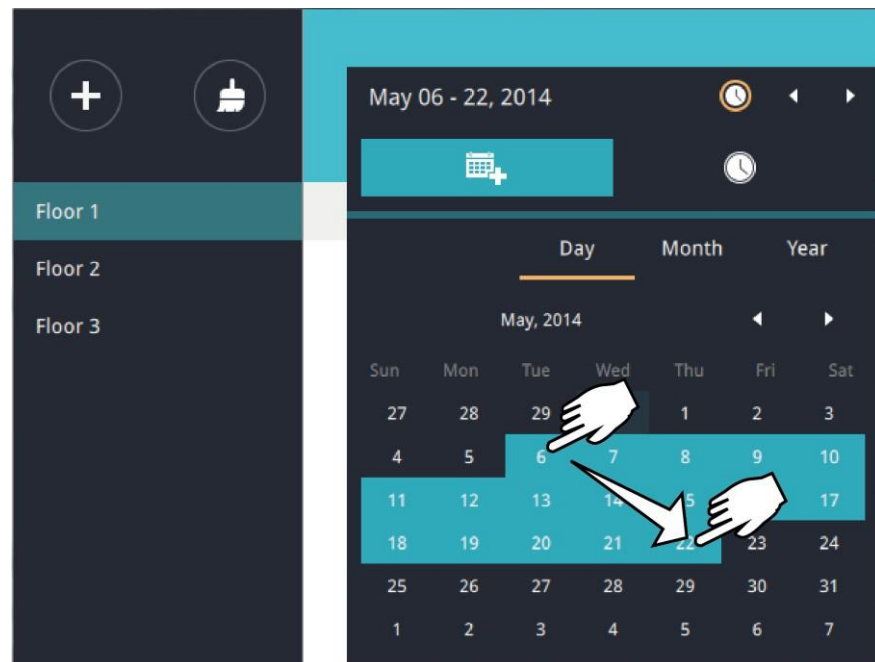 May 06 - 22, 2014
Floor 1
Floor 2
Floor 3
Day Month Year
May, 2014
Sun Mon Tue Wed Thu Fri Sat
27 28 29 1 2 3
4 5 6 7 8 9 10
11 12 13 14 15 17
18 19 20 21 22 23 24
25 26 27 28 29 30 31
1 2 3 4 5 6 7